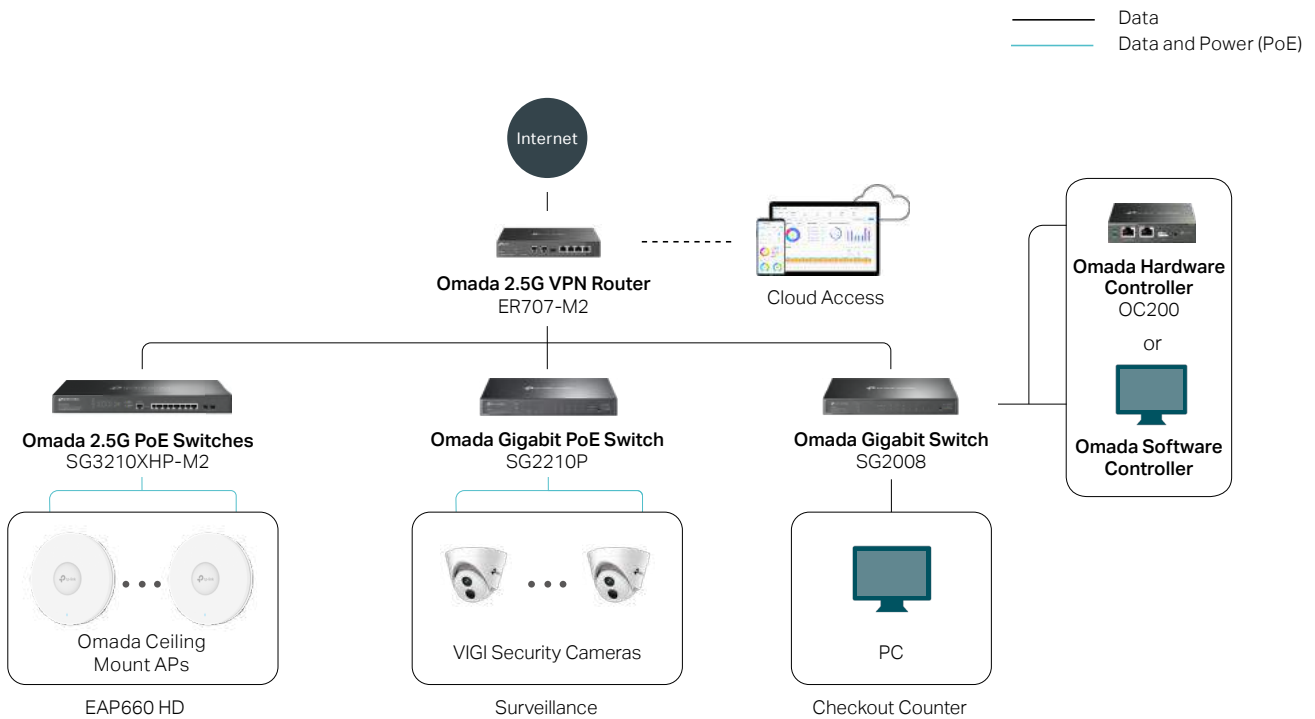 Data
Data and Power (PoE)
Internet
Omada 2.5G VPN Router
ER707-M2
Cloud Access
Omada Hardware
Controller
OC200
or
Omada Software
Controller
Omada 2.5G PoE Switches
SG3210XHP-M2
Omada Gigabit PoE Switch
SG2210P
Omada Gigabit Switch
SG2008
Omada Ceiling
Mount APs
EAP660 HD
VIGI Security Cameras
Surveillance
PC
Checkout Counter